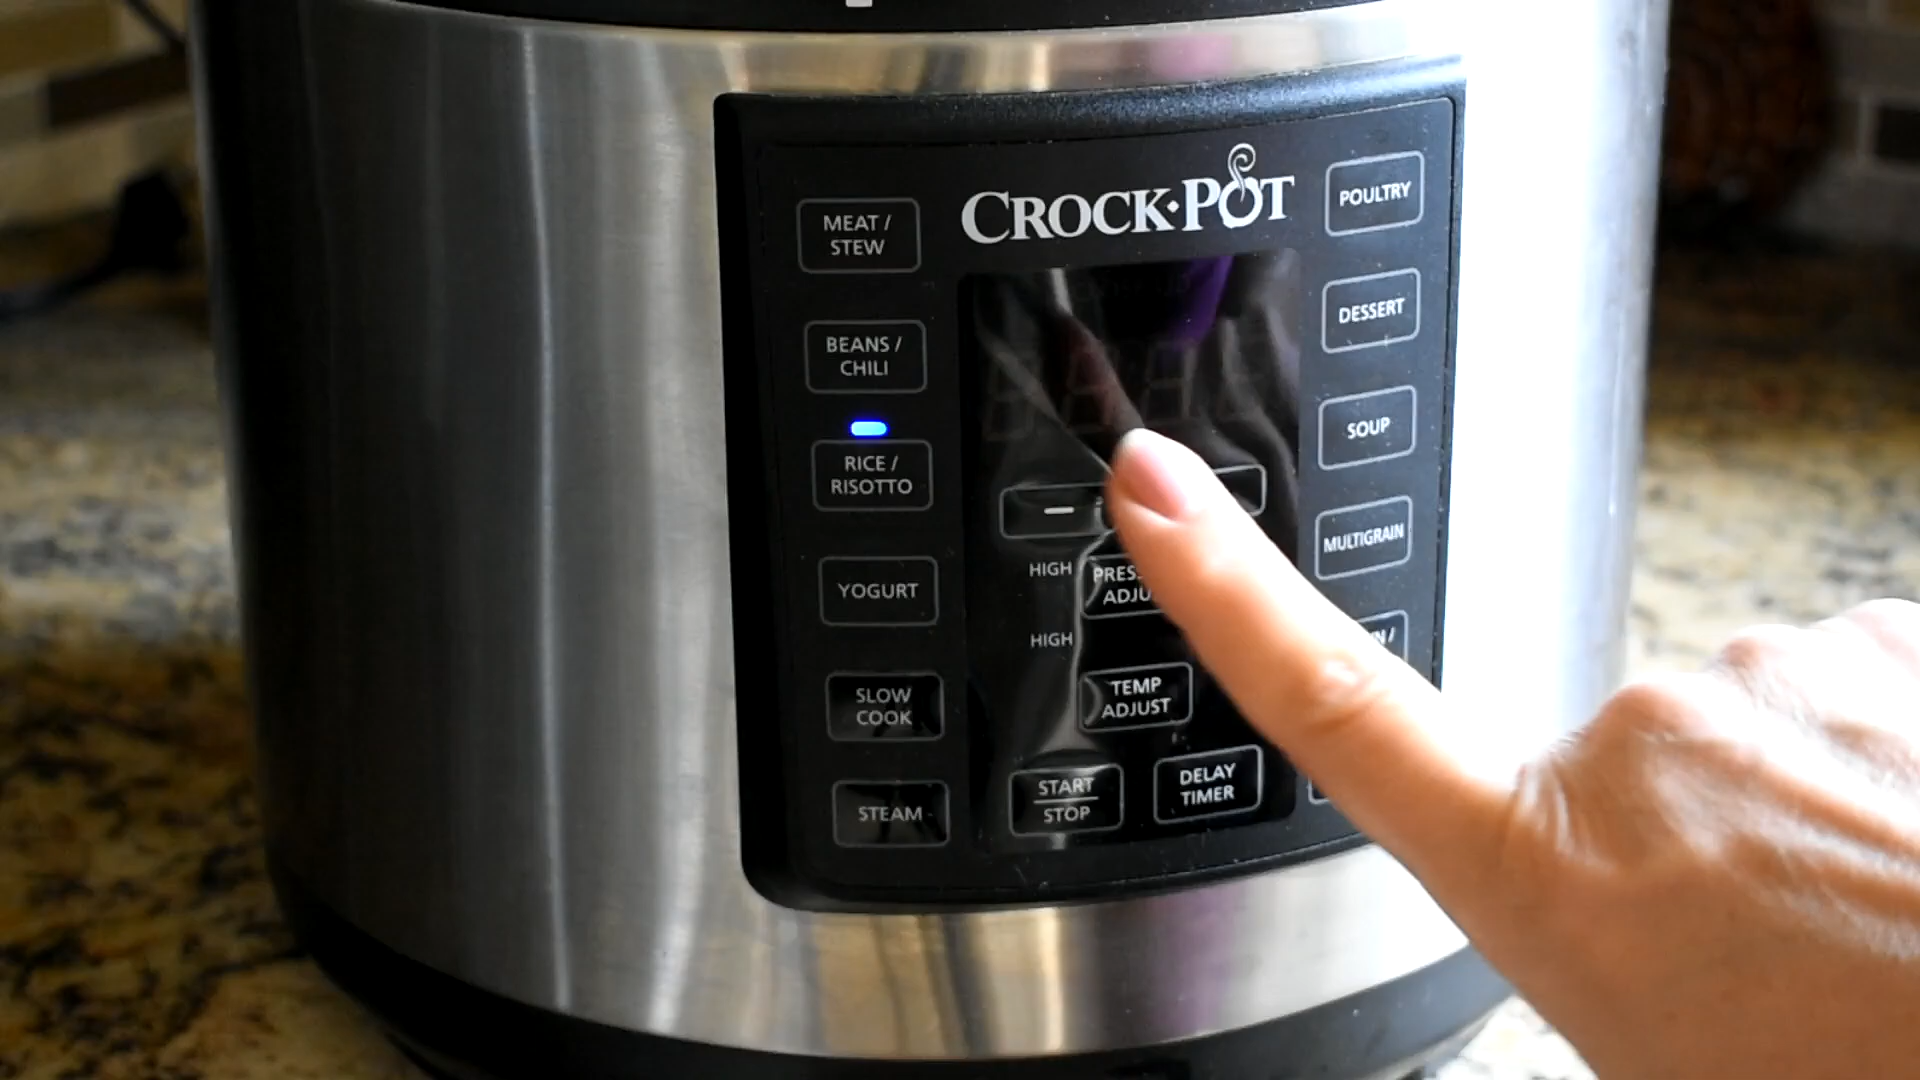 CROCK·POT
MEAT /
STEW
BEANS /
CHILI
RICE /
RISOTTO
YOGURT
SLOW
COOK
STEAM
–
HIGH
HIGH
TEMP
ADJUST
START
STOP
DELAY
TIMER
POULTRY
DESSERT
SOUP
MULTIGRAIN